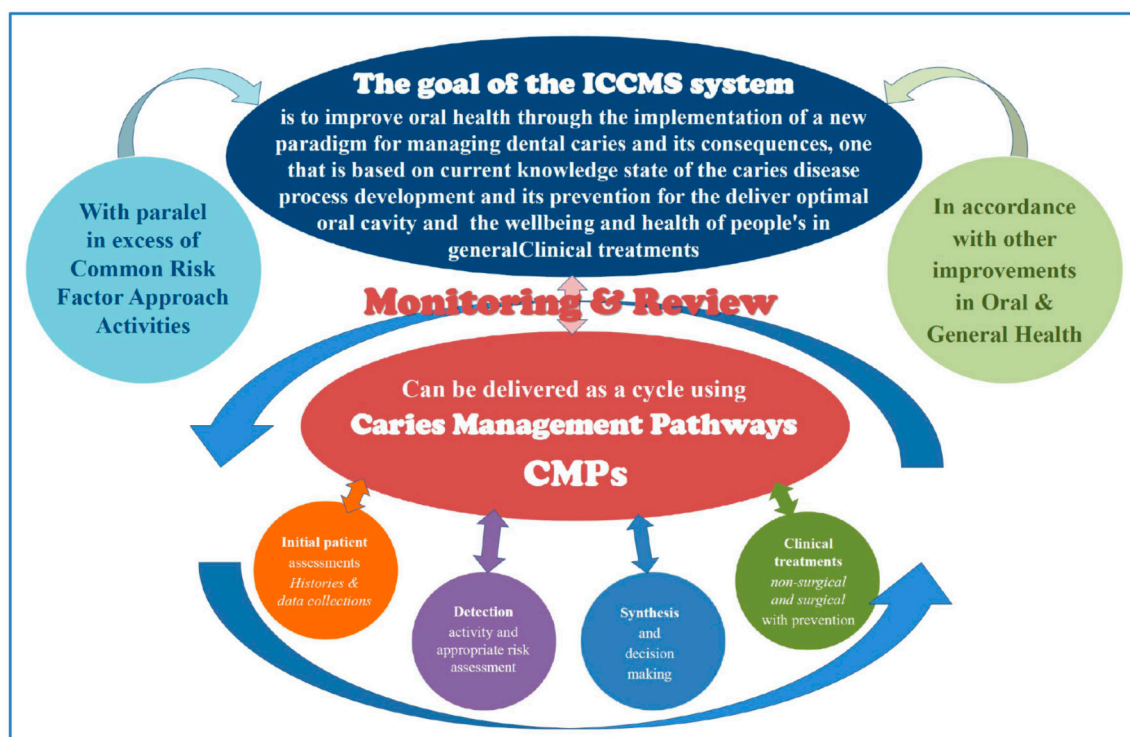 The goal of the ICCMS system
is to improve oral health through the implementation of a new
paradigm for managing dental caries and its consequences, one
that is based on current knowledge state of the caries disease
process development and its prevention for the deliver optimal
oral cavity and the wellbeing and health of people's in
generalClinical treatments
With paralel
in excess of
Common Risk
Factor Approach
Activities
In accordance
with other
improvements
in Oral &
General Health
Monitoring & Review
Can be delivered as a cycle using
Caries Management Pathways
CMPs
Initial patient
assessments
Histories &
data collections
Detection
activity and
appropriate risk
assessment
Synthesis
and
decision
making
Clinical
treatments
non-surgical
and surgical
with prevention